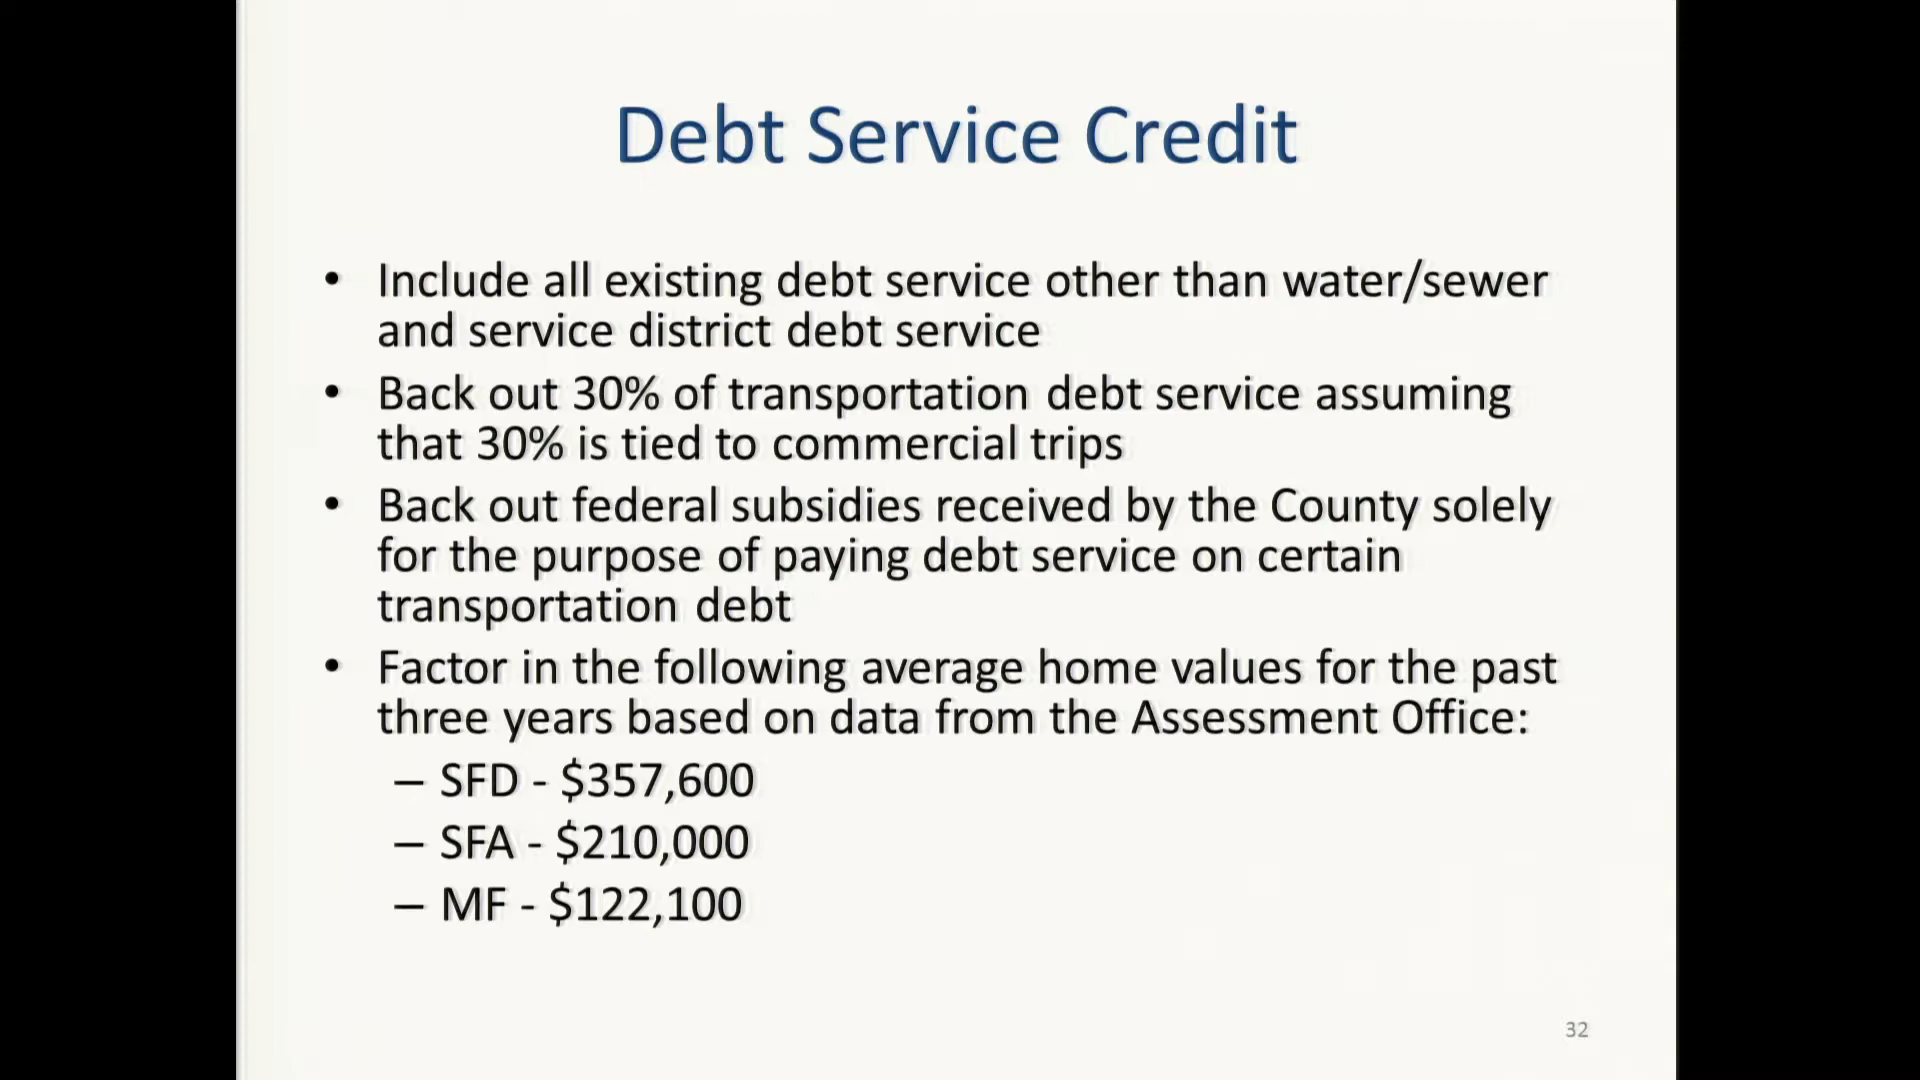 Debt Service Credit
• Include all existing debt service other than water/sewer
and service district debt service
• Back out 30% of transportation debt service assuming
that 30% is tied to commercial trips
• Back out federal subsidies received by the County solely
for the purpose of paying debt service on certain
transportation debt
• Factor in the following average home values for the past
three years based on data from the Assessment Office:
– SFD - $357,600
– SFA - $210,000
– MF - $122,100
32